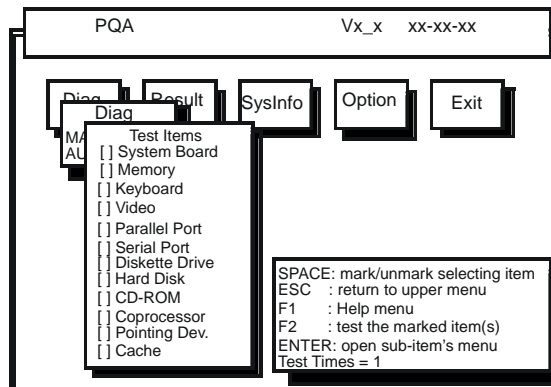 PQA Vx_x xx-xx-xx
Diag Result SysInfo Option Exit
Diag
MA
AU
Test Items
[ ] System Board
[ ] Memory
[ ] Keyboard
[ ] Video
[ ] Parallel Port
[ ] Serial Port
[ ] Diskette Drive
[ ] Hard Disk
[ ] CD-ROM
[ ] Coprocessor
[ ] Pointing Dev.
[ ] Cache
SPACE: mark/unmark selecting item
ESC : return to upper menu
F1 : Help menu
F2 : test the marked item(s)
ENTER: open sub-item's menu
Test Times = 1